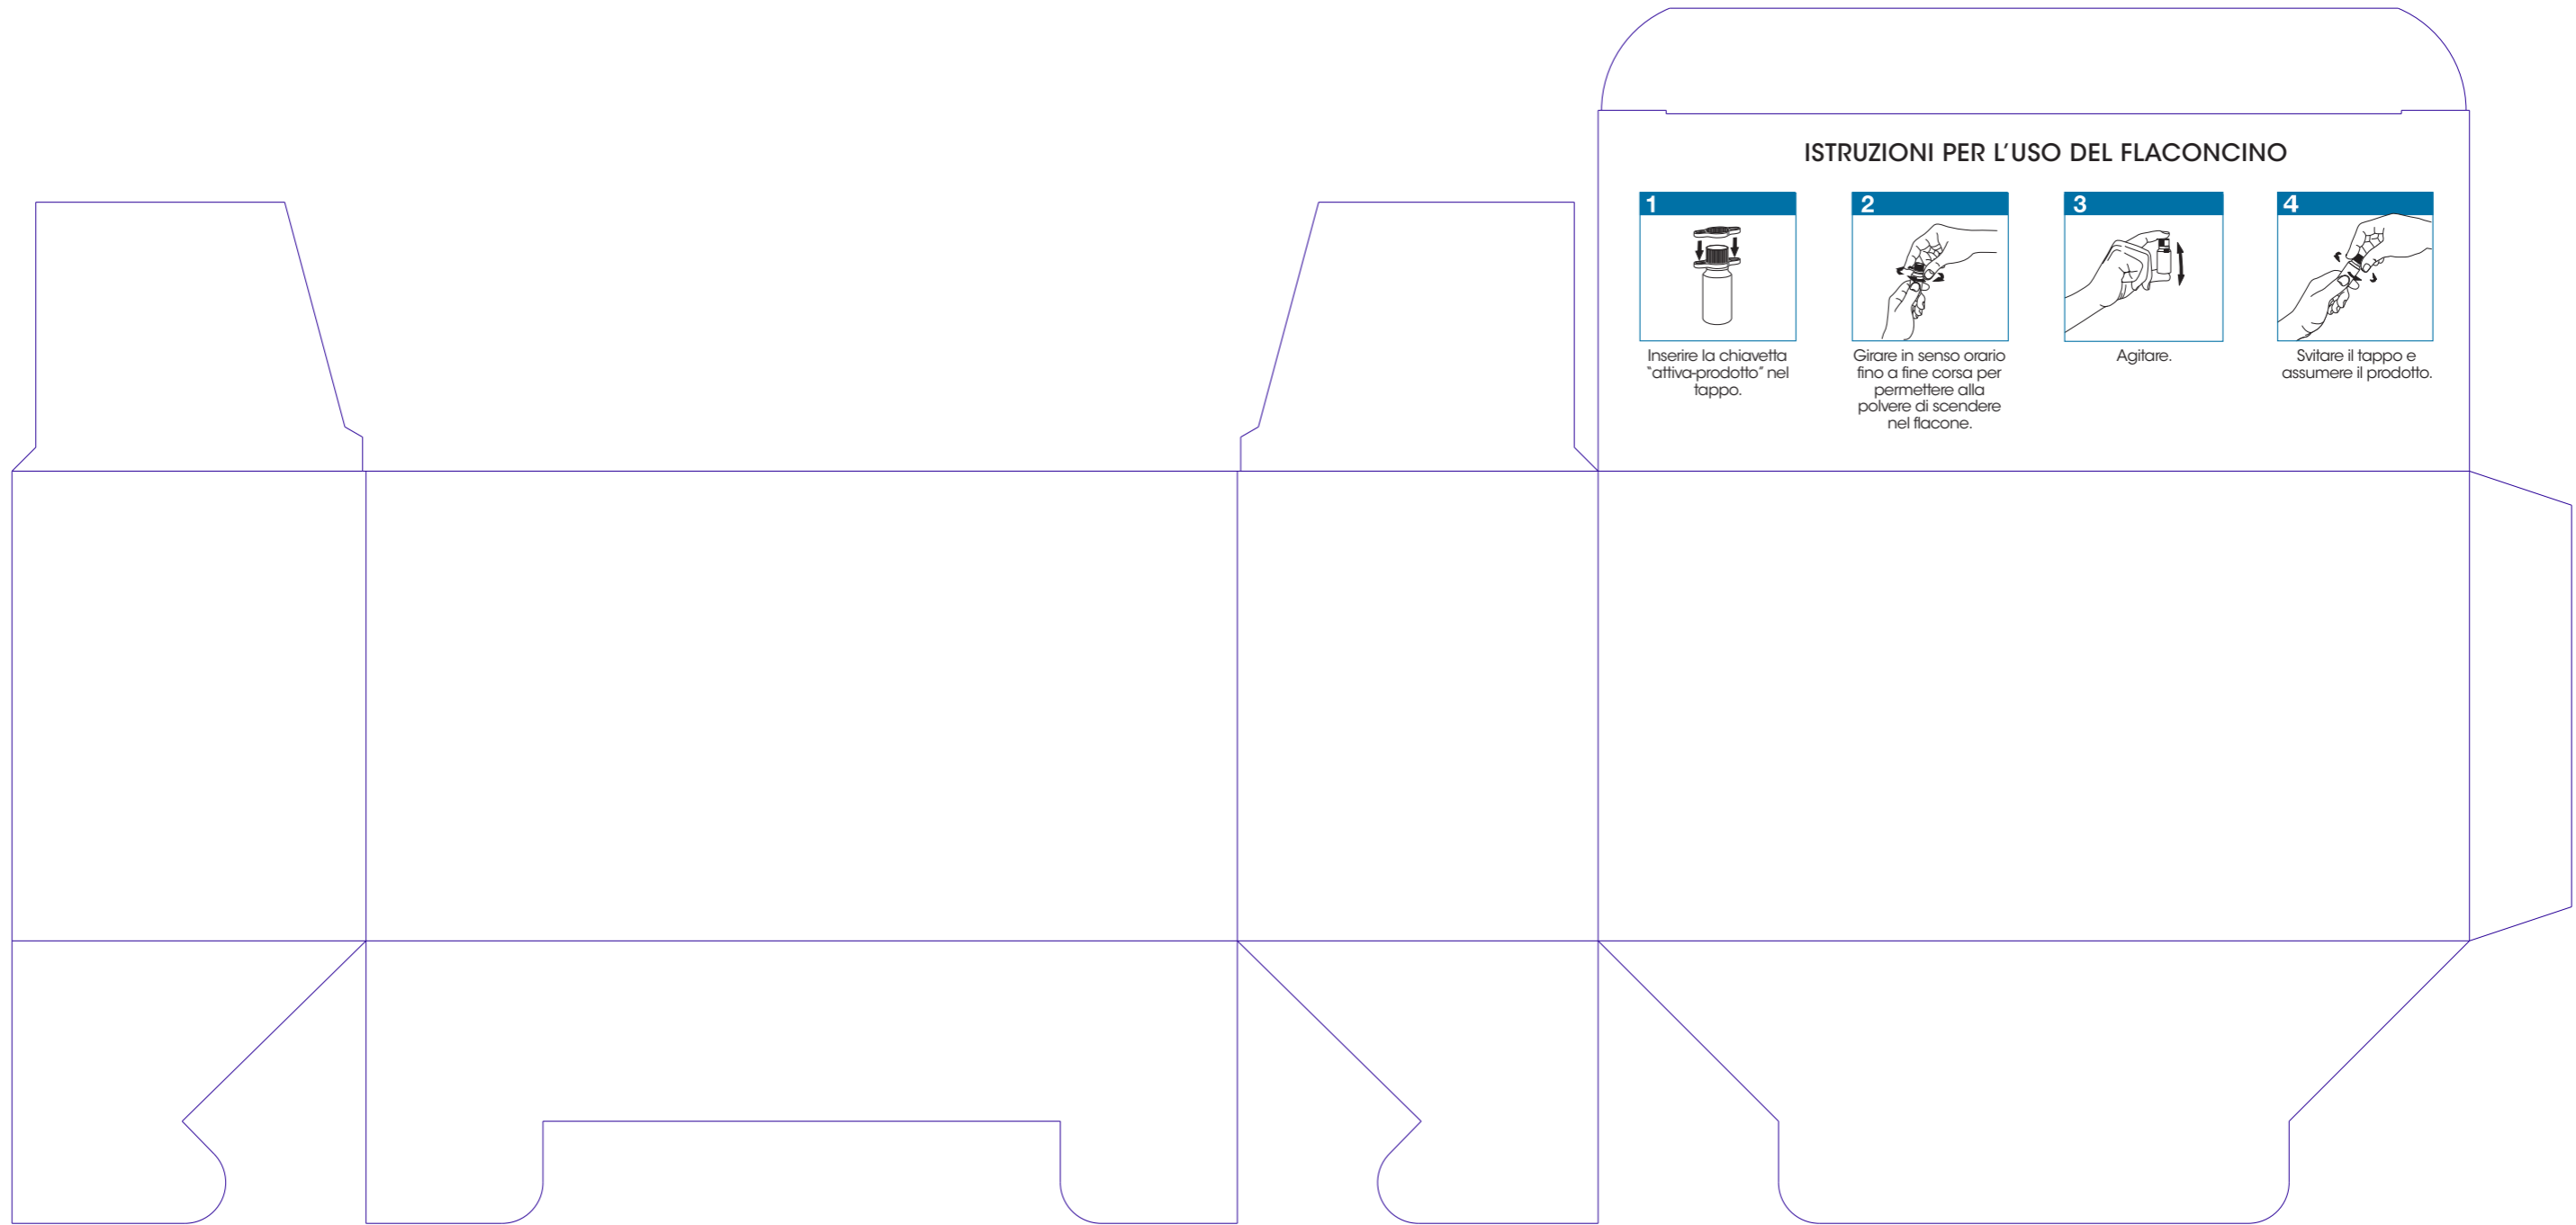 ISTRUZIONI PER L'USO DEL FLACONCINO
1
Inserire la chiavetta
“attiva-prodotto” nel
tappo.
2
Girare in senso orario
fino a fine corsa per
permettere alla
polvere di scendere
nel flacone.
3
Agitare.
4
Svitare il tappo e
assumere il prodotto.